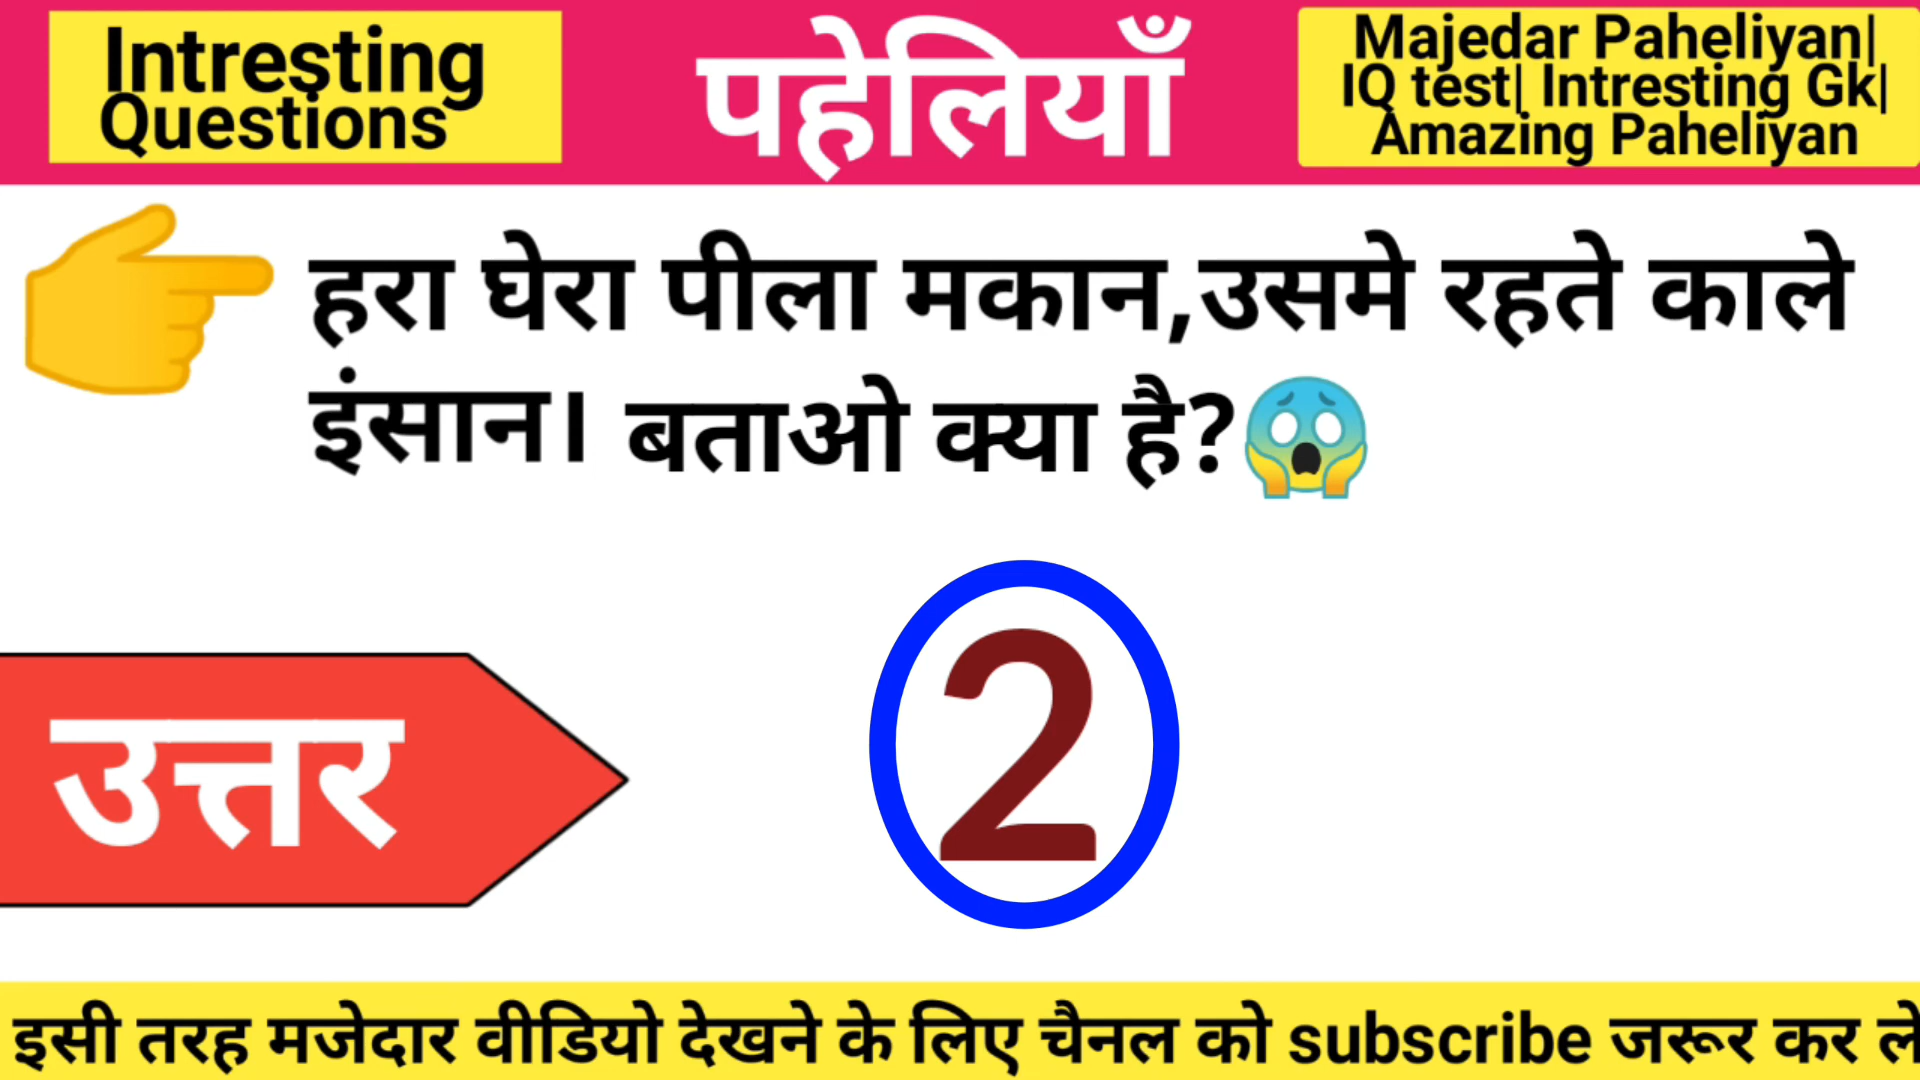 Intresting
Questions
पहेलियाँ
Majedar Paheliyan|
IQ test| Intresting Gk|
Amazing Paheliyan
हरा घेरा पीला मकान,उसमे रहते काले
इंसान। बताओ क्या है?
2
उत्तर
इसी तरह मजेदार वीडियो देखने के लिए चैनल को subscribe जरूर कर ले